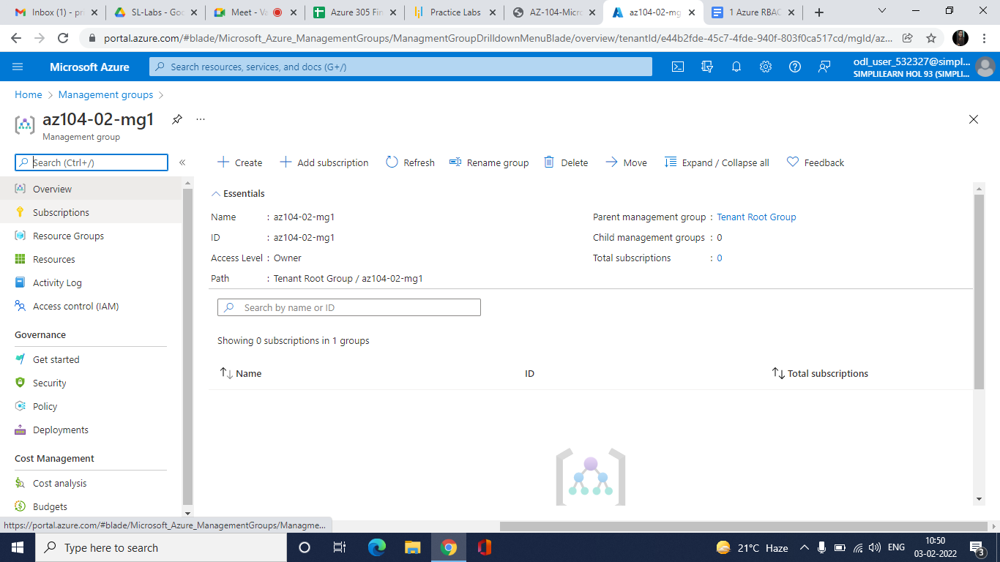 Inbox (1) - pri
SL-Labs - Goo
Meet - Va
Azure 305 Fin
Practice Labs
AZ-104-Micro
az104-02-mg
1 Azure RBAC
portal.azure.com/#blade/Microsoft_Azure_ManagementGroups/ManagmentGroupDrilldownMenuBlade/overview/tenantId/e44b2fde-45c7-4fde-940f-803f0ca517cd/mgId/az...
Microsoft Azure
Search resources, services, and docs (G+/)
odl_user_532327@simpl...
SIMPLILEARN HOL 93 (SIMPLI...
Home > Management groups >
az104-02-mg1
...
Management group
Search (Ctrl+/)
«
Create
Add subscription
Refresh
Rename group
Delete
Move
Expand / Collapse all
Feedback
Overview
Subscriptions
Resource Groups
Resources
Activity Log
Access control (IAM)
Governance
Get started
Security
Policy
Deployments
Cost Management
Cost analysis
Budgets
Essentials
Name : az104-02-mg1
Parent management group : Tenant Root Group
ID : az104-02-mg1
Child management groups : 0
Access Level : Owner
Total subscriptions : 0
Path : Tenant Root Group / az104-02-mg1
Search by name or ID
Showing 0 subscriptions in 1 groups
Name
ID
Total subscriptions
https://portal.azure.com/#blade/Microsoft_Azure_ManagementGroups/Managme...
Type here to search
21°C Haze
ENG
10:50
03-02-2022
3